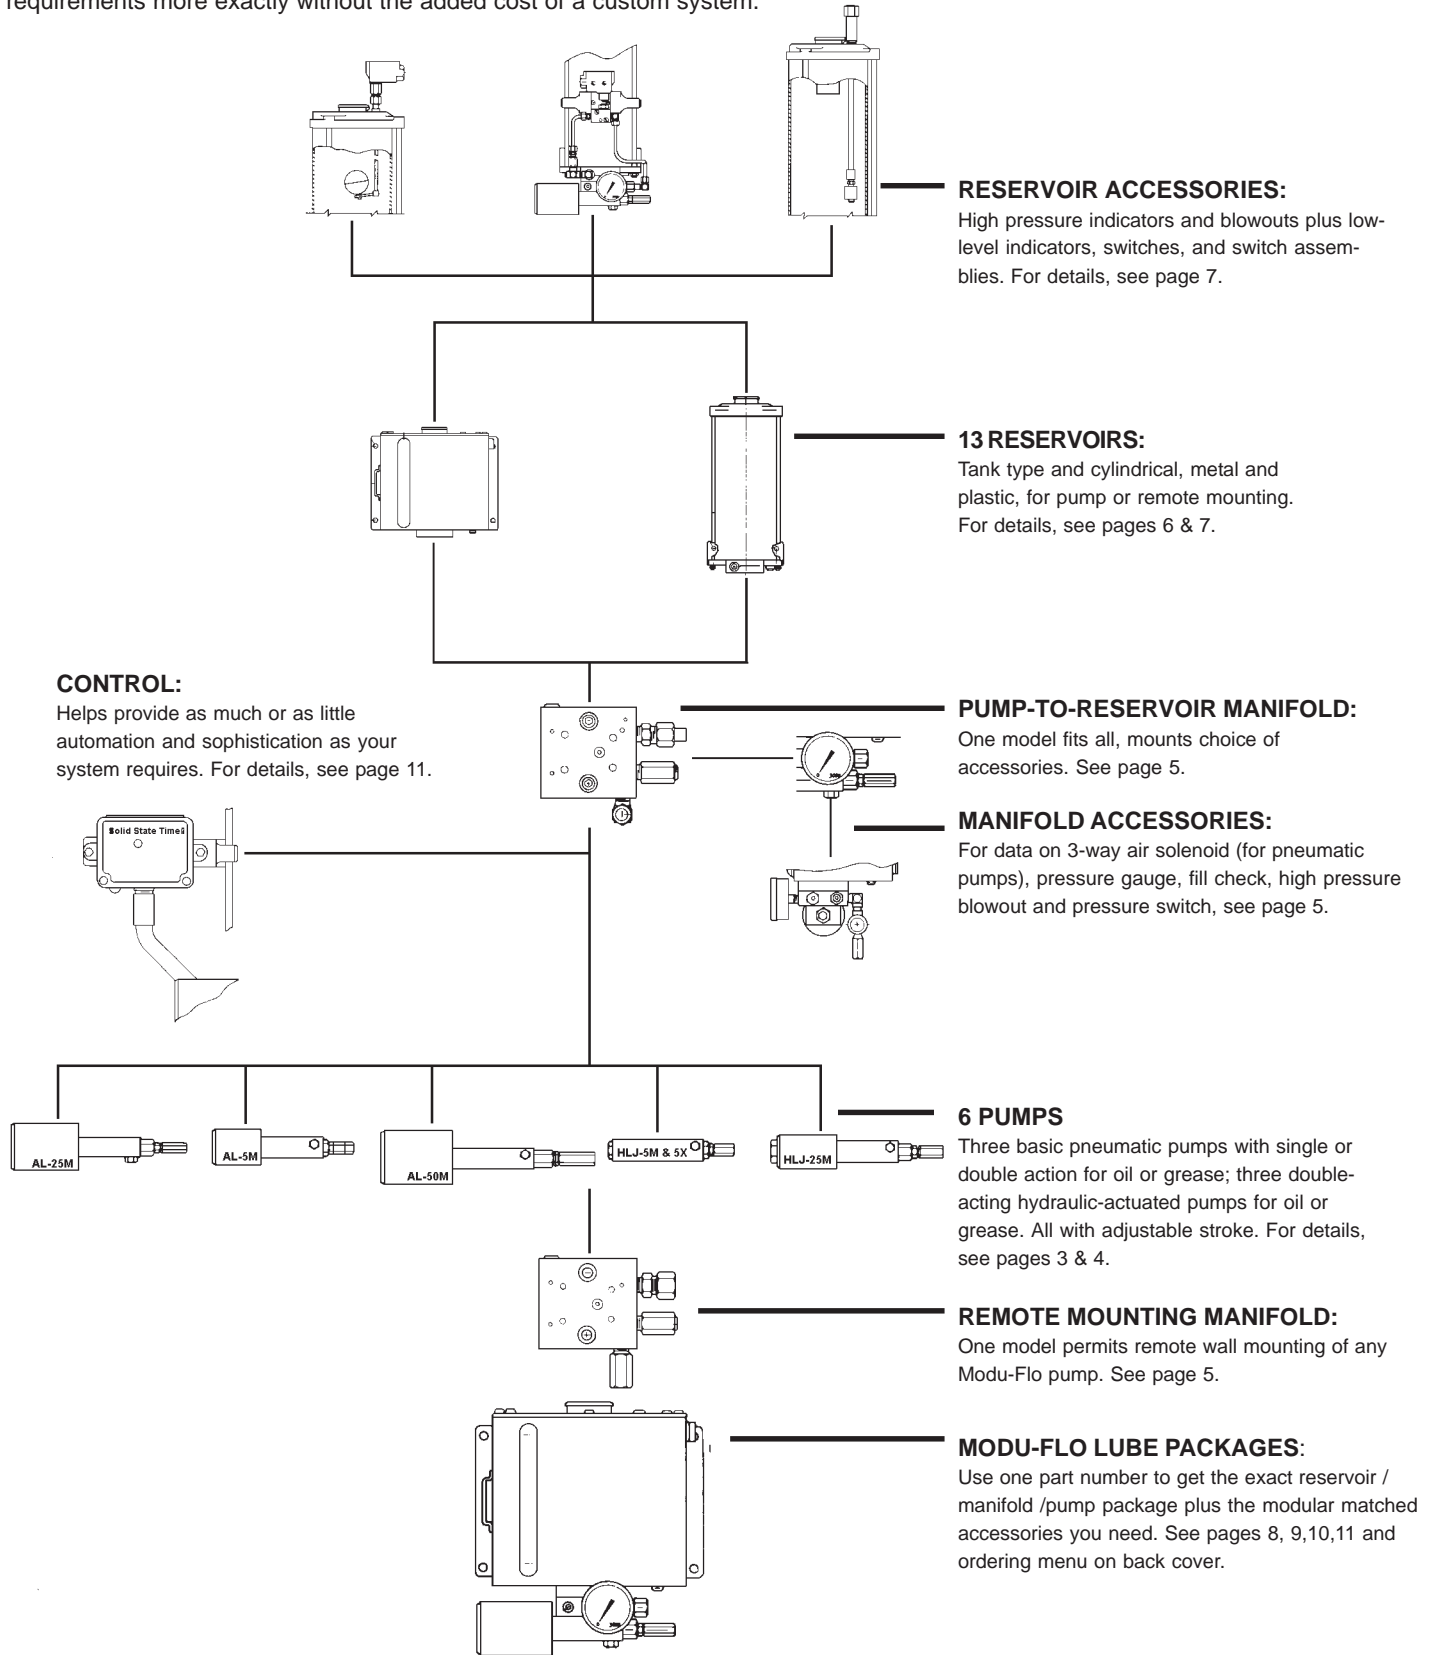 requirements more exactly without the added cost of a custom system.
RESERVOIR ACCESSORIES:
High pressure indicators and blowouts plus low-
level indicators, switches, and switch assem-
blies. For details, see page 7.
13 RESERVOIRS:
Tank type and cylindrical, metal and
plastic, for pump or remote mounting.
For details, see pages 6 & 7.
CONTROL:
Helps provide as much or as little
automation and sophistication as your
system requires. For details, see page 11.
Solid State Timer
PUMP-TO-RESERVOIR MANIFOLD:
One model fits all, mounts choice of
accessories. See page 5.
MANIFOLD ACCESSORIES:
For data on 3-way air solenoid (for pneumatic
pumps), pressure gauge, fill check, high pressure
blowout and pressure switch, see page 5.
AL-25M
AL-5M
AL-50M
HLJ-5M & 5X
HLJ-25M
6 PUMPS
Three basic pneumatic pumps with single or
double action for oil or grease; three double-
acting hydraulic-actuated pumps for oil or
grease. All with adjustable stroke. For details,
see pages 3 & 4.
REMOTE MOUNTING MANIFOLD:
One model permits remote wall mounting of any
Modu-Flo pump. See page 5.
MODU-FLO LUBE PACKAGES:
Use one part number to get the exact reservoir /
manifold /pump package plus the modular matched
accessories you need. See pages 8, 9,10,11 and
ordering menu on back cover.